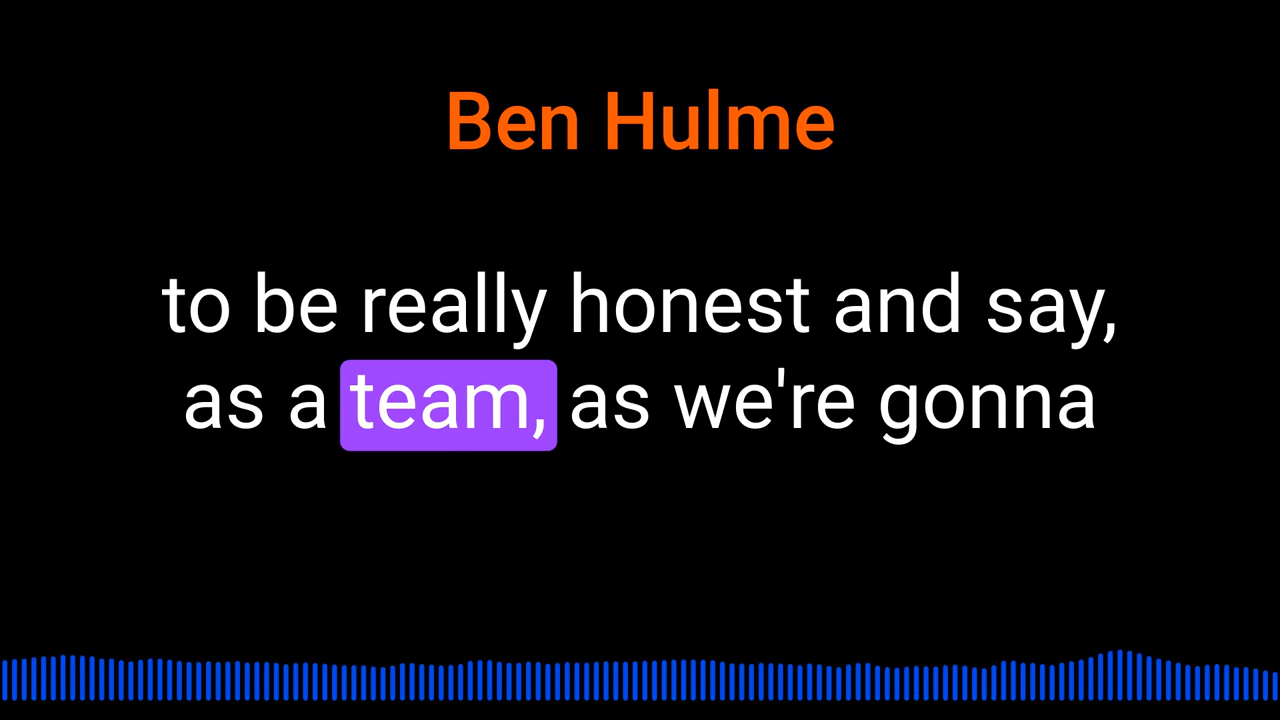 Ben Hulme
to be really honest and say,
as a team, as we're gonna